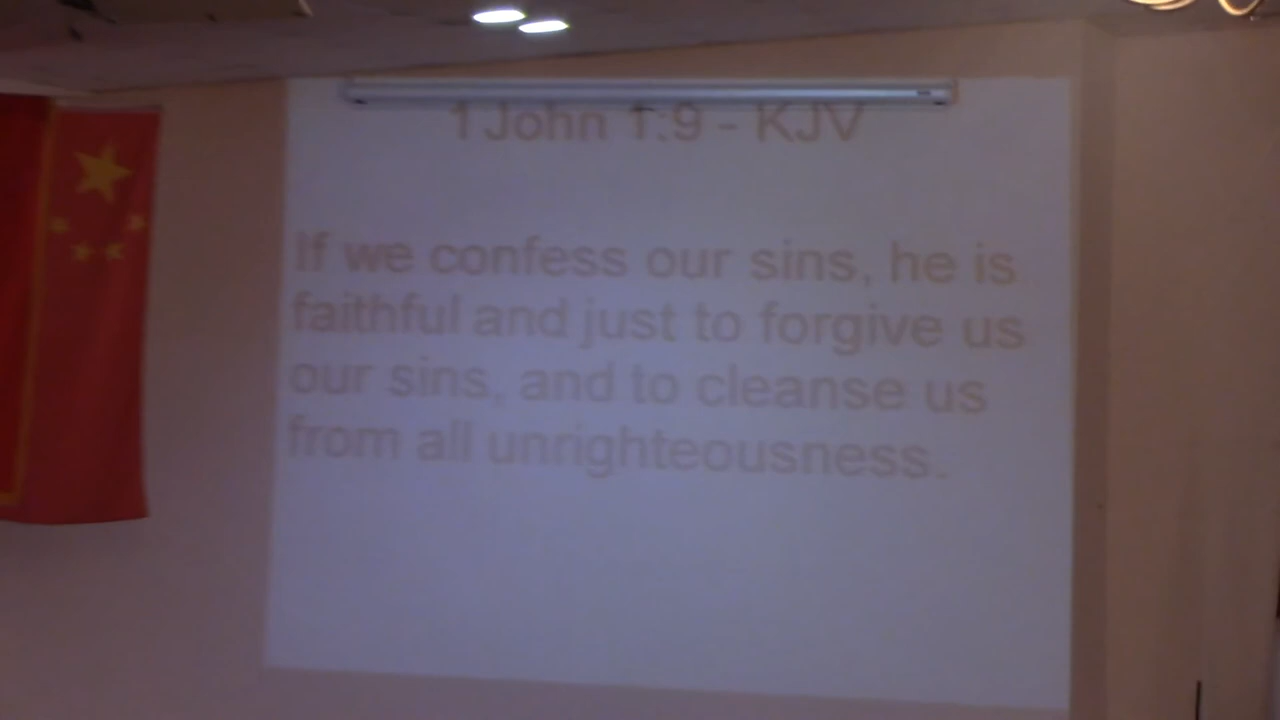 1 John 1:9 - KJV
If we confess our sins, he is
faithful and just to forgive us
our sins, and to cleanse us
from all unrighteousness.